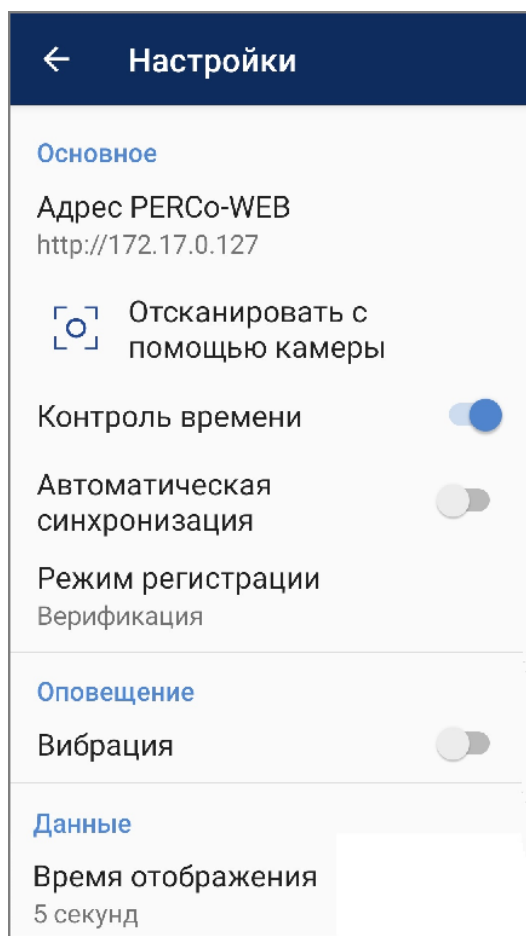 Настройки
Основное
Адрес PERCo-WEB
http://172.17.0.127
Отсканировать с
помощью камеры
Контроль времени
Автоматическая
синхронизация
Режим регистрации
Верификация
Оповещение
Вибрация
Данные
Время отображения
5 секунд